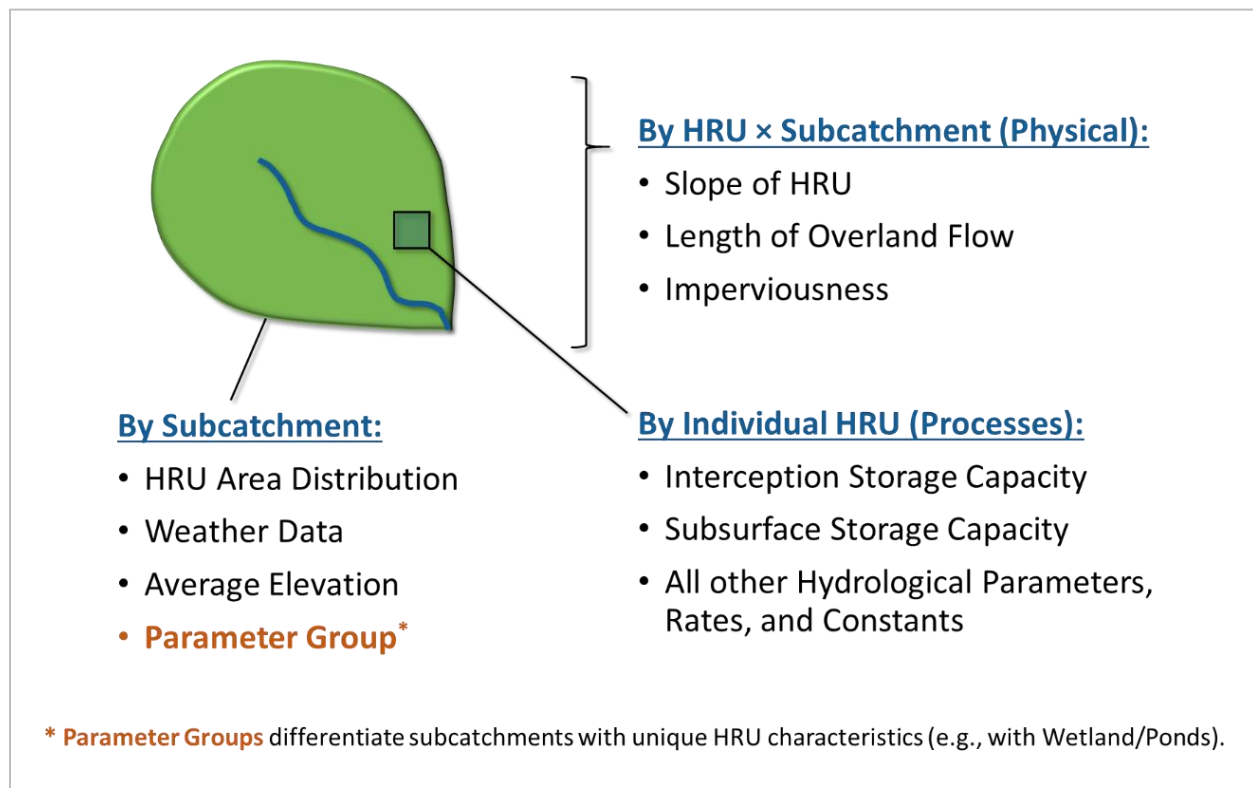 By HRU × Subcatchment (Physical):
• Slope of HRU
• Length of Overland Flow
• Imperviousness
By Subcatchment:
• HRU Area Distribution
• Weather Data
• Average Elevation
• Parameter Group*
By Individual HRU (Processes):
• Interception Storage Capacity
• Subsurface Storage Capacity
• All other Hydrological Parameters,
Rates, and Constants
* Parameter Groups differentiate subcatchments with unique HRU characteristics (e.g., with Wetland/Ponds).